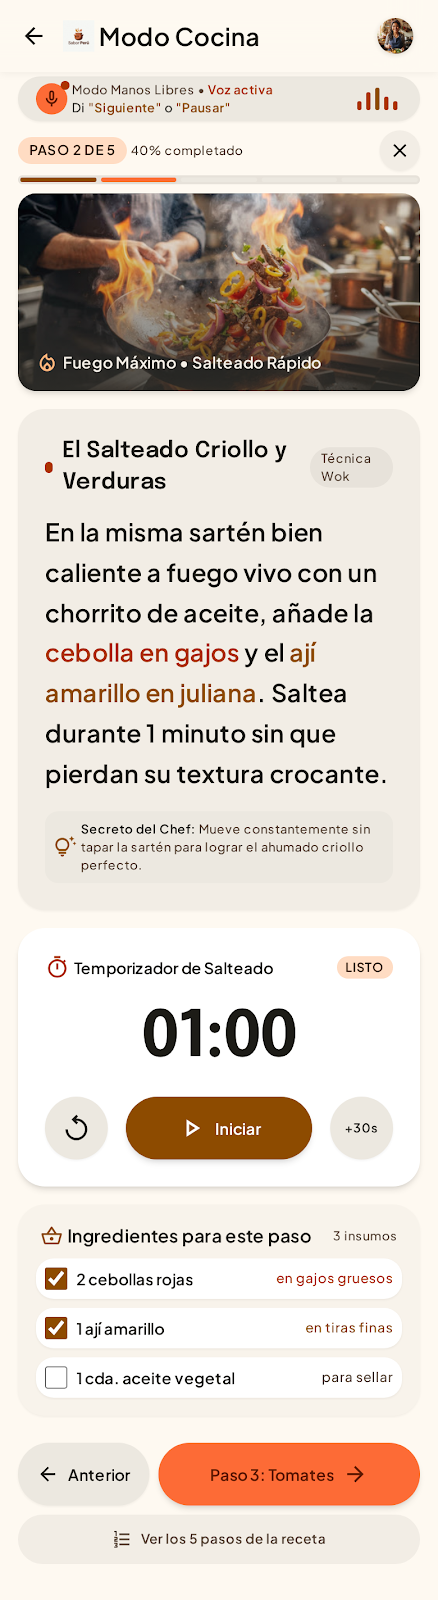 Sabor Perú
Modo Cocina
Modo Manos Libres • Voz activa
Di "Siguiente" o "Pausar"
PASO 2 DE 5
40% completado
Fuego Máximo • Salteado Rápido
El Salteado Criollo y
Verduras
Técnica
Wok
En la misma sartén bien
caliente a fuego vivo con un
chorrito de aceite, añade la
cebolla en gajos y el ají
amarillo en juliana. Saltea
durante 1 minuto sin que
pierdan su textura crocante.
Secreto del Chef: Mueve constantemente sin
tapar la sartén para lograr el ahumado criollo
perfecto.
Temporizador de Salteado
LISTO
01:00
Iniciar
+30s
Ingredientes para este paso
3 insumos
2 cebollas rojas
en gajos gruesos
1 ají amarillo
en tiras finas
1 cda. aceite vegetal
para sellar
Anterior
Paso 3: Tomates
Ver los 5 pasos de la receta